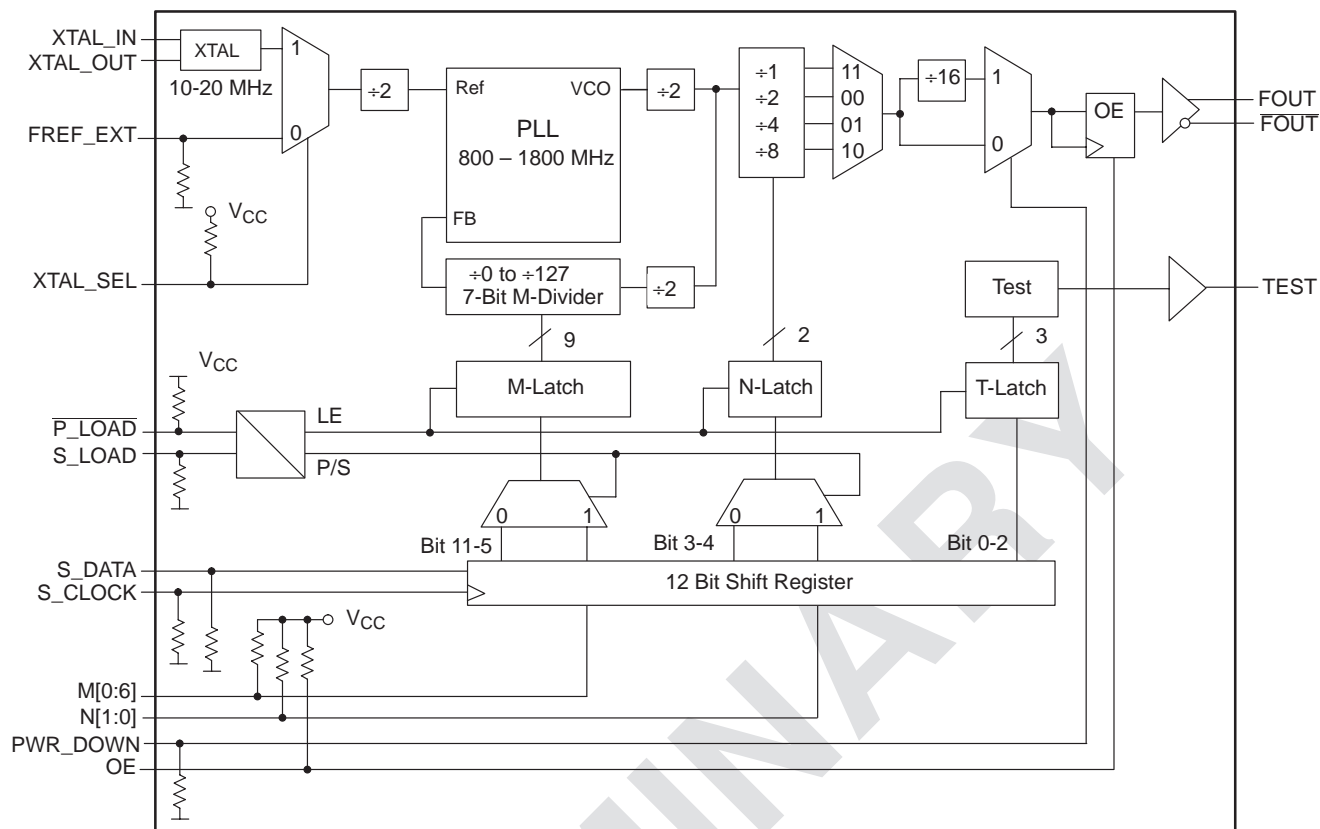 XTAL_IN
XTAL_OUT
XTAL
10-20 MHz
1
0
÷2
FREF_EXT
VCC
XTAL_SEL
Ref
VCO
PLL
800 – 1800 MHz
FB
÷2
÷0 to ÷127
7-Bit M-Divider
÷2
÷1
÷2
÷4
÷8
11
00
01
10
÷16
1
0
OE
FOUT
FOUT
Test
TEST
9
2
3
VCC
M-Latch
N-Latch
T-Latch
P_LOAD
S_LOAD
LE
P/S
0 1
0 1
Bit 11-5
Bit 3-4
Bit 0-2
S_DATA
S_CLOCK
12 Bit Shift Register
VCC
M[0:6]
N[1:0]
PWR_DOWN
OE